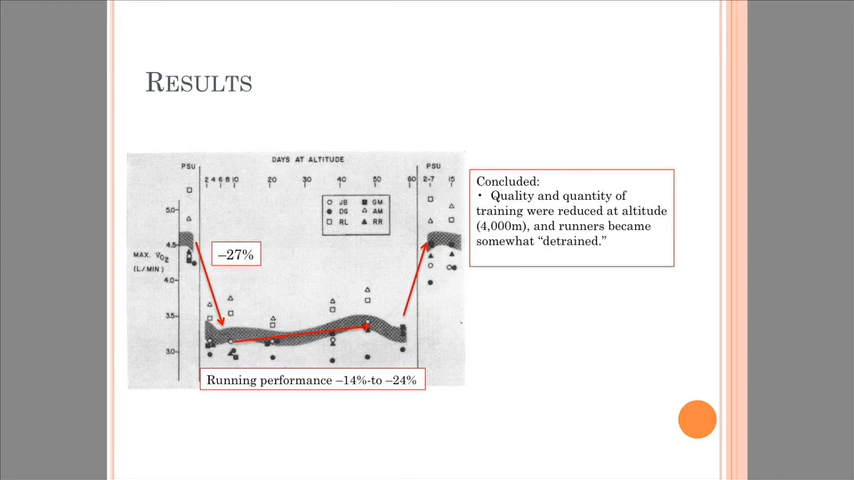 RESULTS
DAYS AT ALTITUDE
PSU
2 4 6 8 10 20 30 40 50 60
PSU
2-7 15
JB GM
DG AM
RL RR
5.0
4.5
MAX. V̇O2
(L/MIN)
4.0
3.5
3.0
–27%
Running performance –14%-to –24%
Concluded:
• Quality and quantity of
training were reduced at altitude
(4,000m), and runners became
somewhat “detrained.”